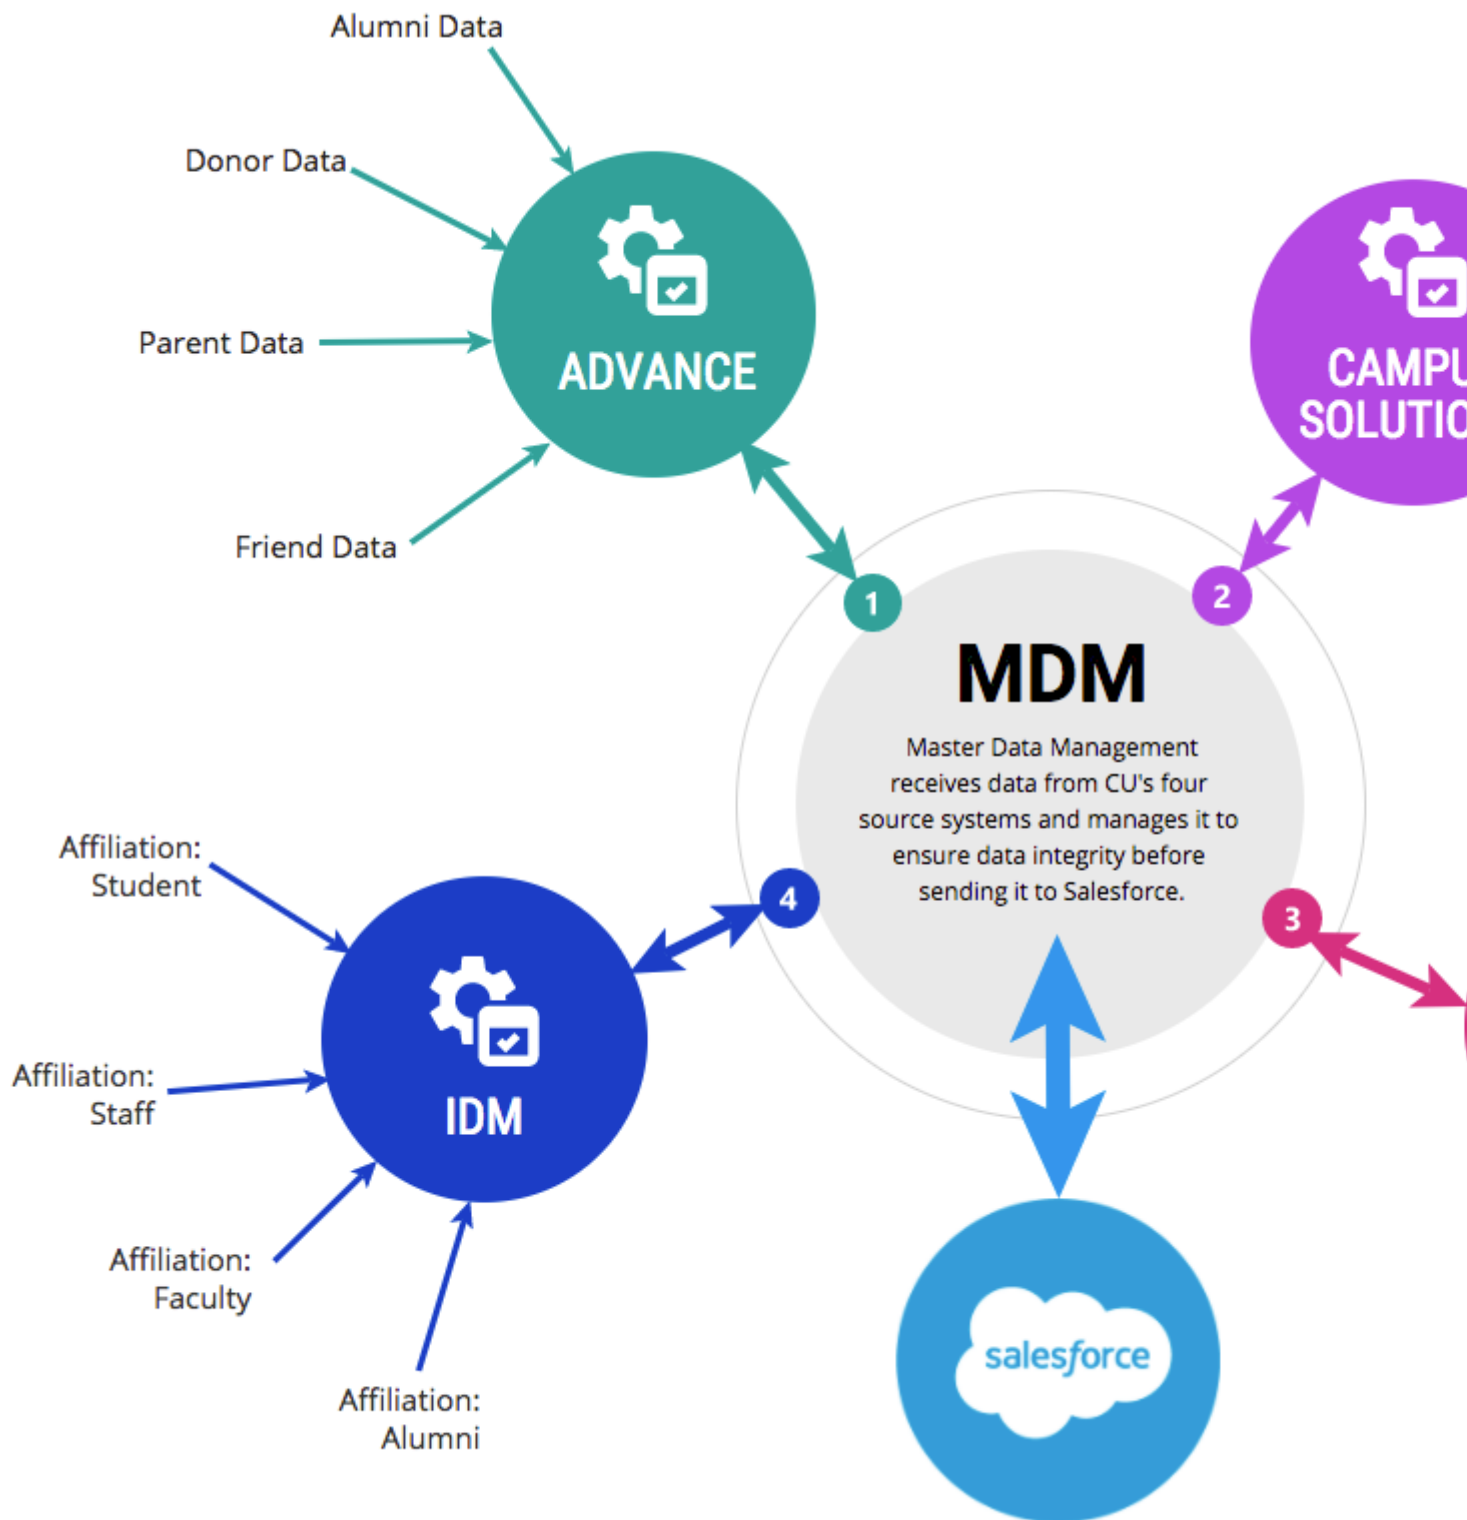 Alumni Data
Donor Data
Parent Data
Friend Data
ADVANCE
CAMPU
SOLUTIO
1
2
MDM
Master Data Management
receives data from CU's four
source systems and manages it to
ensure data integrity before
sending it to Salesforce.
4
3
Affiliation:
Student
Affiliation:
Staff
Affiliation:
Faculty
Affiliation:
Alumni
IDM
salesforce